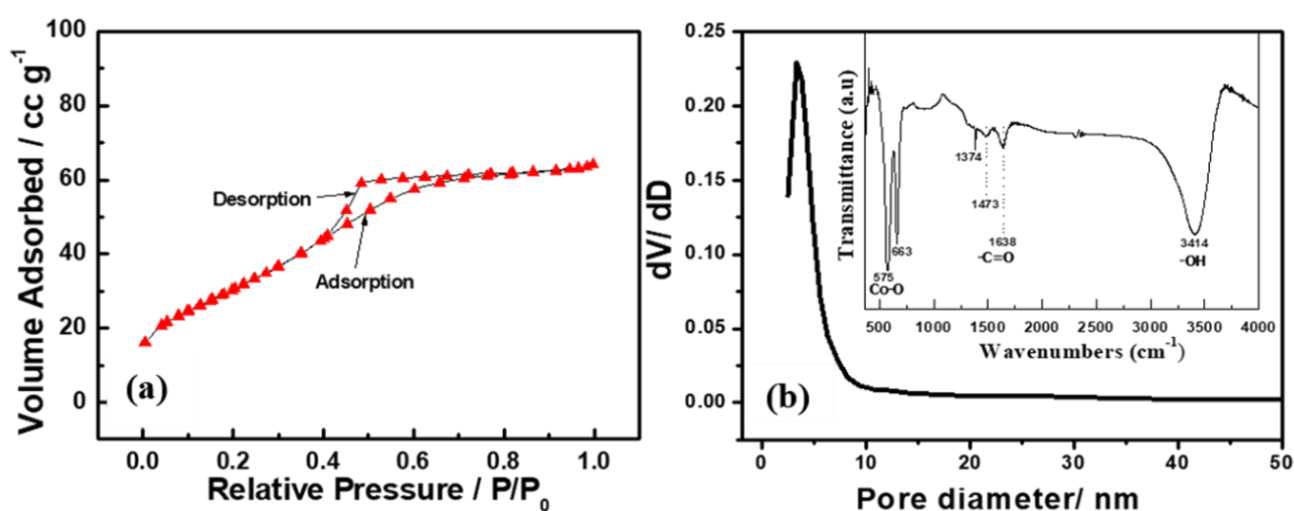 Volume Adsorbed / cc g-1
100
80
60
40
20
0
Desorption
Adsorption
(a)
0.0 0.2 0.4 0.6 0.8 1.0
Relative Pressure / P/P0
dV/ dD
0.25
0.20
0.15
0.10
0.05
0.00
(b)
0 10 20 30 40 50
Pore diameter/ nm
Transmittance (a.u)
1374
1473
1638
-C=O
3414
-OH
663
575
Co-O
500 1000 1500 2000 2500 3000 3500 4000
Wavenumbers (cm-1)